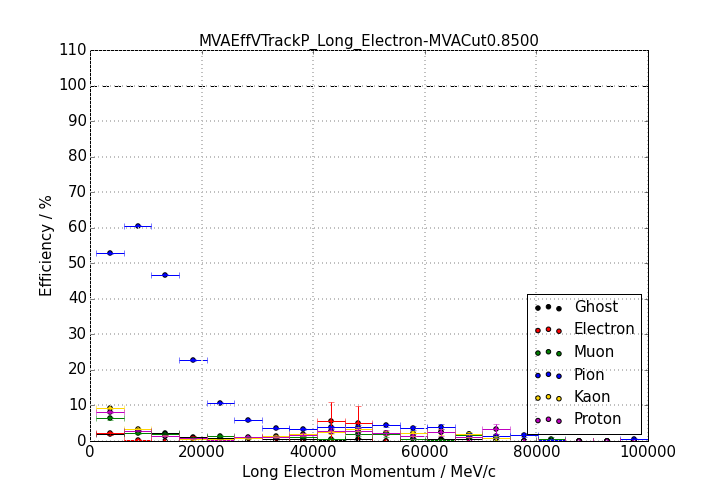 MVAEffVTrackP_Long_Electron-MVACut0.8500
110
100
90
80
70
60
50
40
30
20
10
0
Efficiency / %
Ghost
Electron
Muon
Pion
Kaon
Proton
0 20000 40000 60000 80000 100000
Long Electron Momentum / MeV/c